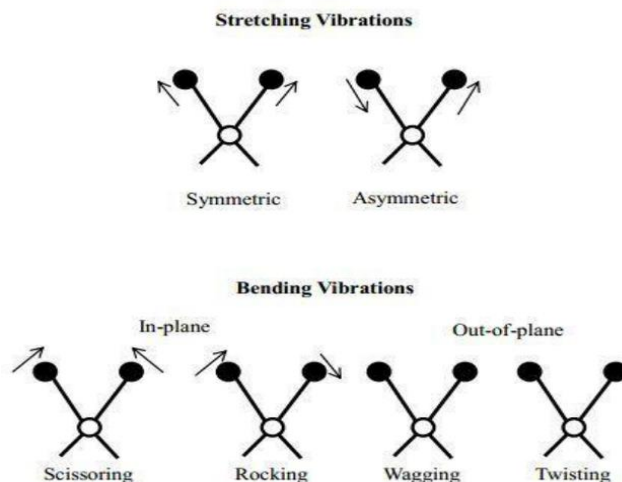 Stretching Vibrations
Symmetric Asymmetric
Bending Vibrations
In-plane Out-of-plane
Scissoring Rocking Wagging Twisting